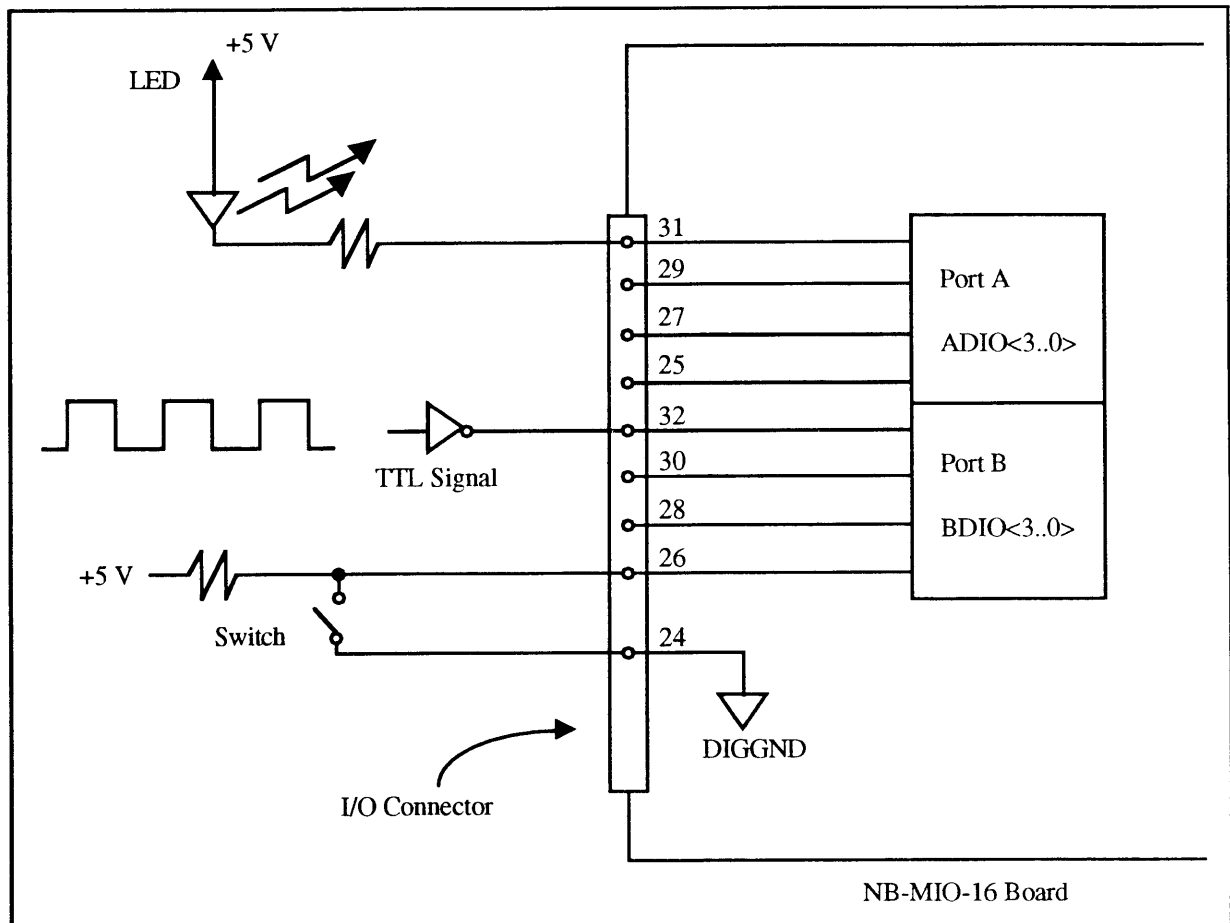 +5 V
LED
31
29
Port A
27
ADIO<3..0>
25
32
TTL Signal
30
Port B
28
BDIO<3..0>
+5 V
26
Switch
24
DIGGND
I/O Connector
NB-MIO-16 Board